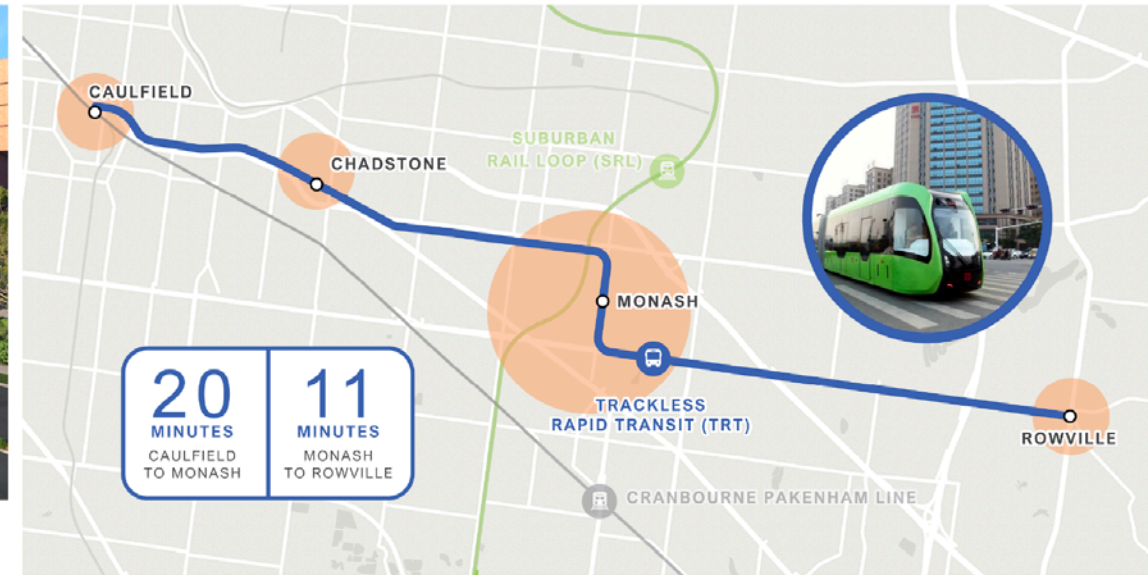 CAULFIELD
CHADSTONE
SUBURBAN
RAIL LOOP (SRL)
MONASH
TRACKLESS
RAPID TRANSIT (TRT)
ROWVILLE
CRANBOURNE PAKENHAM LINE
20
MINUTES
CAULFIELD
TO MONASH
11
MINUTES
MONASH
TO ROWVILLE